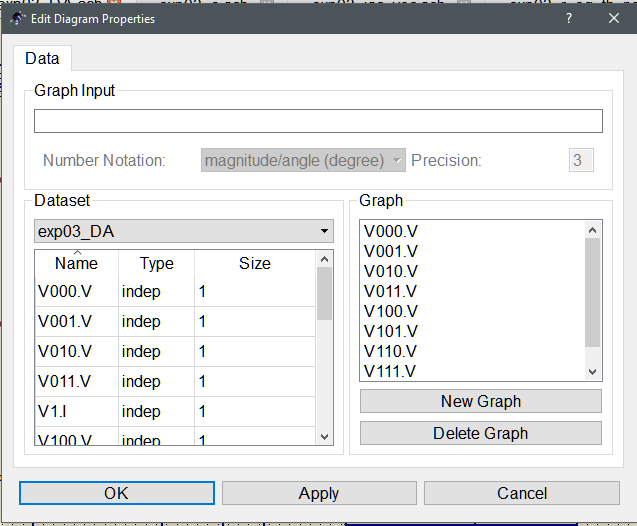 Edit Diagram Properties
Data
Graph Input
Number Notation: magnitude/angle (degree) Precision: 3
Dataset
exp03_DA
Name Type Size
V000.V indep 1
V001.V indep 1
V010.V indep 1
V011.V indep 1
V1.I indep 1
V100.V indep 1
Graph
V000.V
V001.V
V010.V
V011.V
V100.V
V101.V
V110.V
V111.V
New Graph
Delete Graph
OK Apply Cancel